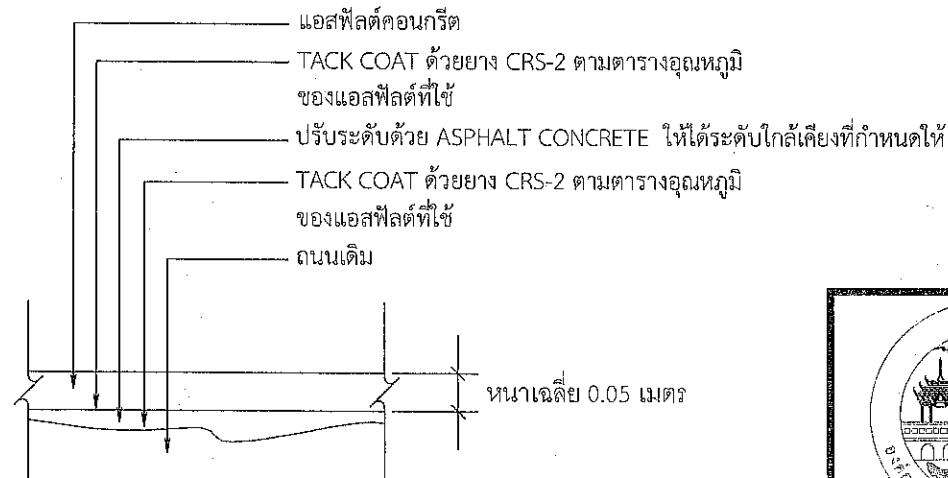 แอสฟัลต์คอนกรีต
TACK COAT ด้วยยาง CRS-2 ตามตารางอุณหภูมิ
ของแอสฟัลต์ที่ใช้
ปรับระดับด้วย ASPHALT CONCRETE ให้ได้ระดับใกล้เคียงที่กำหนดให้
TACK COAT ด้วยยาง CRS-2 ตามตารางอุณหภูมิ
ของแอสฟัลต์ที่ใช้
ถนนเดิม
หนาเฉลี่ย 0.05 เมตร